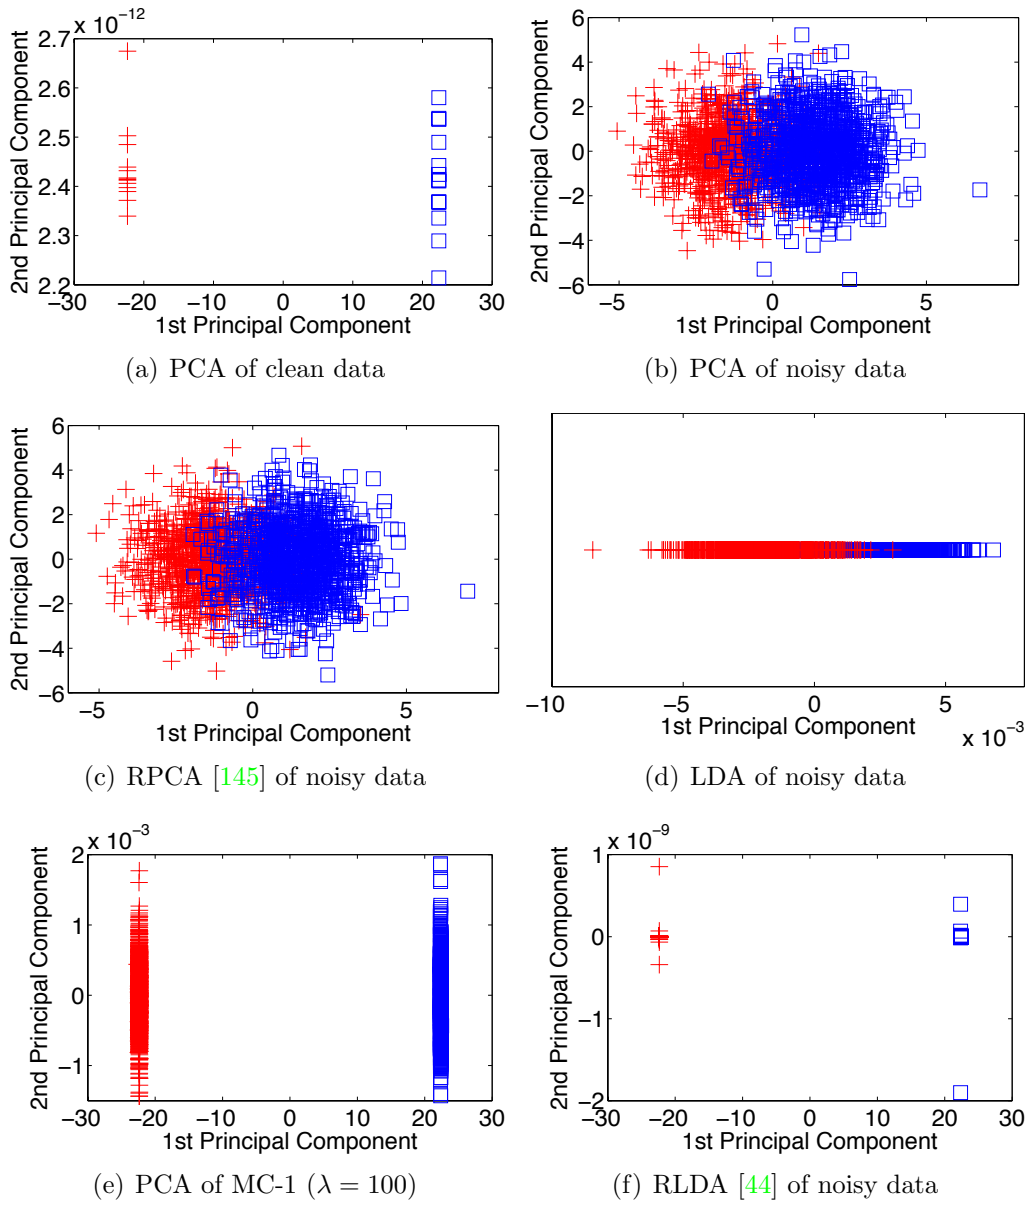 x 10⁻¹²
2.7
2.6
2.5
2.4
2.3
2.2
2nd Principal Component
−30 −20 −10 0 10 20 30
1st Principal Component
(a) PCA of clean data
6
4
2
0
−2
−4
−6
2nd Principal Component
−5 0 5
1st Principal Component
(b) PCA of noisy data
6
4
2
0
−2
−4
−6
2nd Principal Component
−5 0 5
1st Principal Component
(c) RPCA [145] of noisy data
−10 −5 0 5
1st Principal Component
x 10⁻³
(d) LDA of noisy data
x 10⁻³
2
1
0
−1
2nd Principal Component
−30 −20 −10 0 10 20 30
1st Principal Component
(e) PCA of MC-1 (λ = 100)
x 10⁻⁹
1
0
−1
−2
2nd Principal Component
−30 −20 −10 0 10 20 30
1st Principal Component
(f) RLDA [44] of noisy data